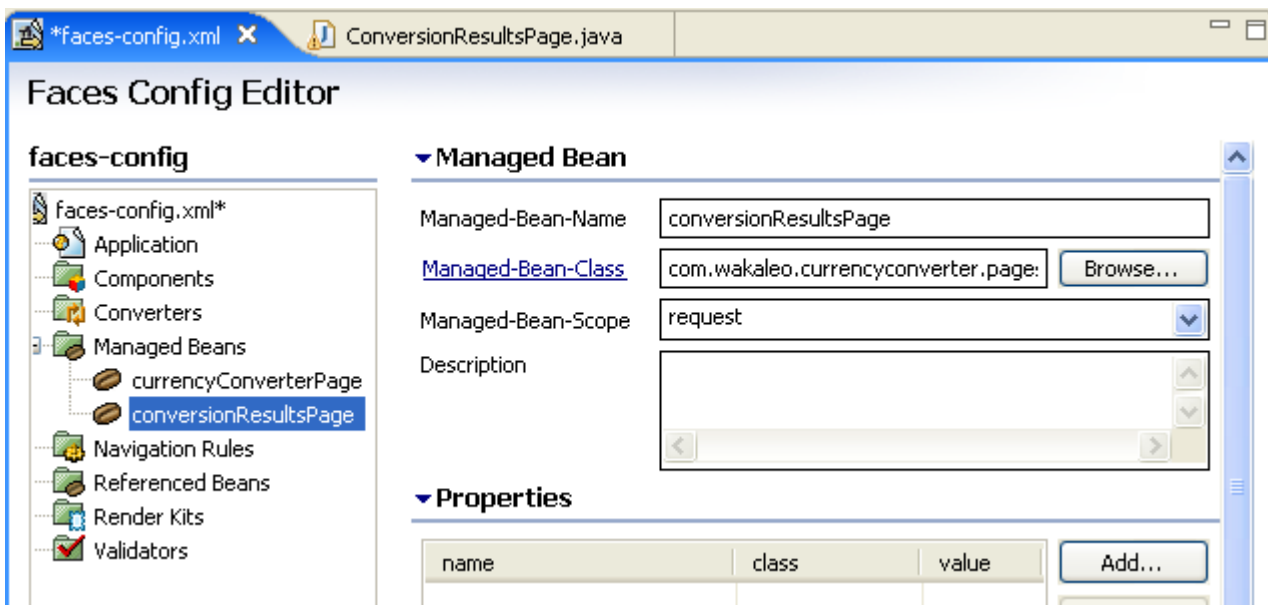 *faces-config.xml
ConversionResultsPage.java
Faces Config Editor
faces-config
faces-config.xml*
Application
Components
Converters
Managed Beans
currencyConverterPage
conversionResultsPage
Navigation Rules
Referenced Beans
Render Kits
Validators
Managed Bean
Managed-Bean-Name conversionResultsPage
Managed-Bean-Class com.wakaleo.currencyconverter.page Browse...
Managed-Bean-Scope request
Description
Properties
name class value Add...